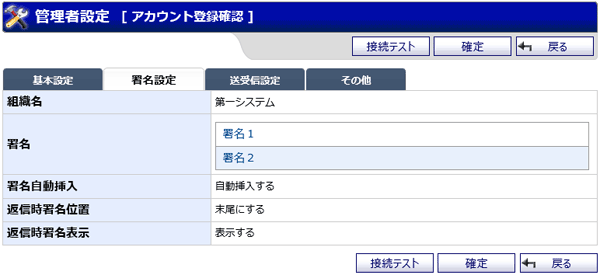 管理者設定 [ アカウント登録確認 ]
接続テスト 確定 戻る
基本設定 署名設定 送受信設定 その他
組織名 第一システム
署名 署名1
署名2
署名自動挿入 自動挿入する
返信時署名位置 末尾にする
返信時署名表示 表示する
接続テスト 確定 戻る